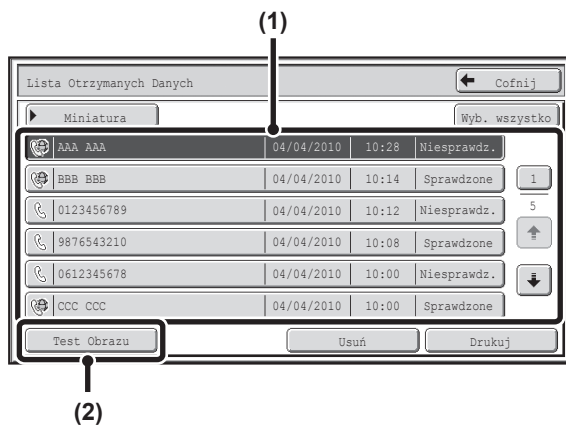 (1)
Lista Otrzymanych Danych Cofnij
Miniatura Wyb. wszystko
AAA AAA 04/04/2010 10:28 Niesprawdz.
BBB BBB 04/04/2010 10:14 Sprawdzone 1
0123456789 04/04/2010 10:12 Niesprawdz. 5
9876543210 04/04/2010 10:08 Sprawdzone
0612345678 04/04/2010 10:00 Niesprawdz.
CCC CCC 04/04/2010 10:00 Sprawdzone
Test Obrazu Usuń Drukuj
(2)